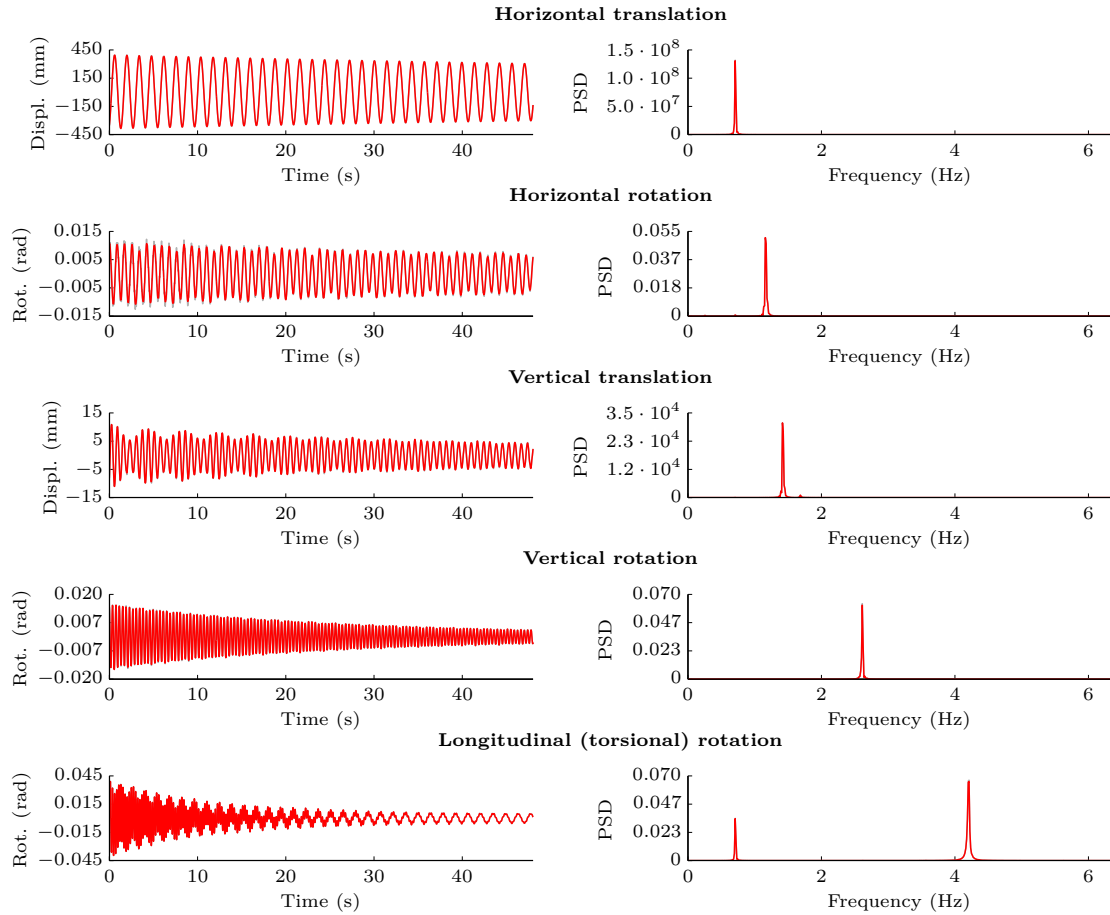 Horizontal translation
Displ. (mm)
450
150
−150
−450
0 10 20 30 40
Time (s)
PSD
1.5 · 10^8
1.0 · 10^8
5.0 · 10^7
0
0 2 4 6
Frequency (Hz)
Horizontal rotation
Rot. (rad)
0.015
0.005
−0.005
−0.015
0 10 20 30 40
Time (s)
PSD
0.055
0.037
0.018
0
0 2 4 6
Frequency (Hz)
Vertical translation
Displ. (mm)
15
5
−5
−15
0 10 20 30 40
Time (s)
PSD
3.5 · 10^4
2.3 · 10^4
1.2 · 10^4
0
0 2 4 6
Frequency (Hz)
Vertical rotation
Rot. (rad)
0.020
0.007
−0.007
−0.020
0 10 20 30 40
Time (s)
PSD
0.070
0.047
0.023
0
0 2 4 6
Frequency (Hz)
Longitudinal (torsional) rotation
Rot. (rad)
0.045
0.015
−0.015
−0.045
0 10 20 30 40
Time (s)
PSD
0.070
0.047
0.023
0
0 2 4 6
Frequency (Hz)